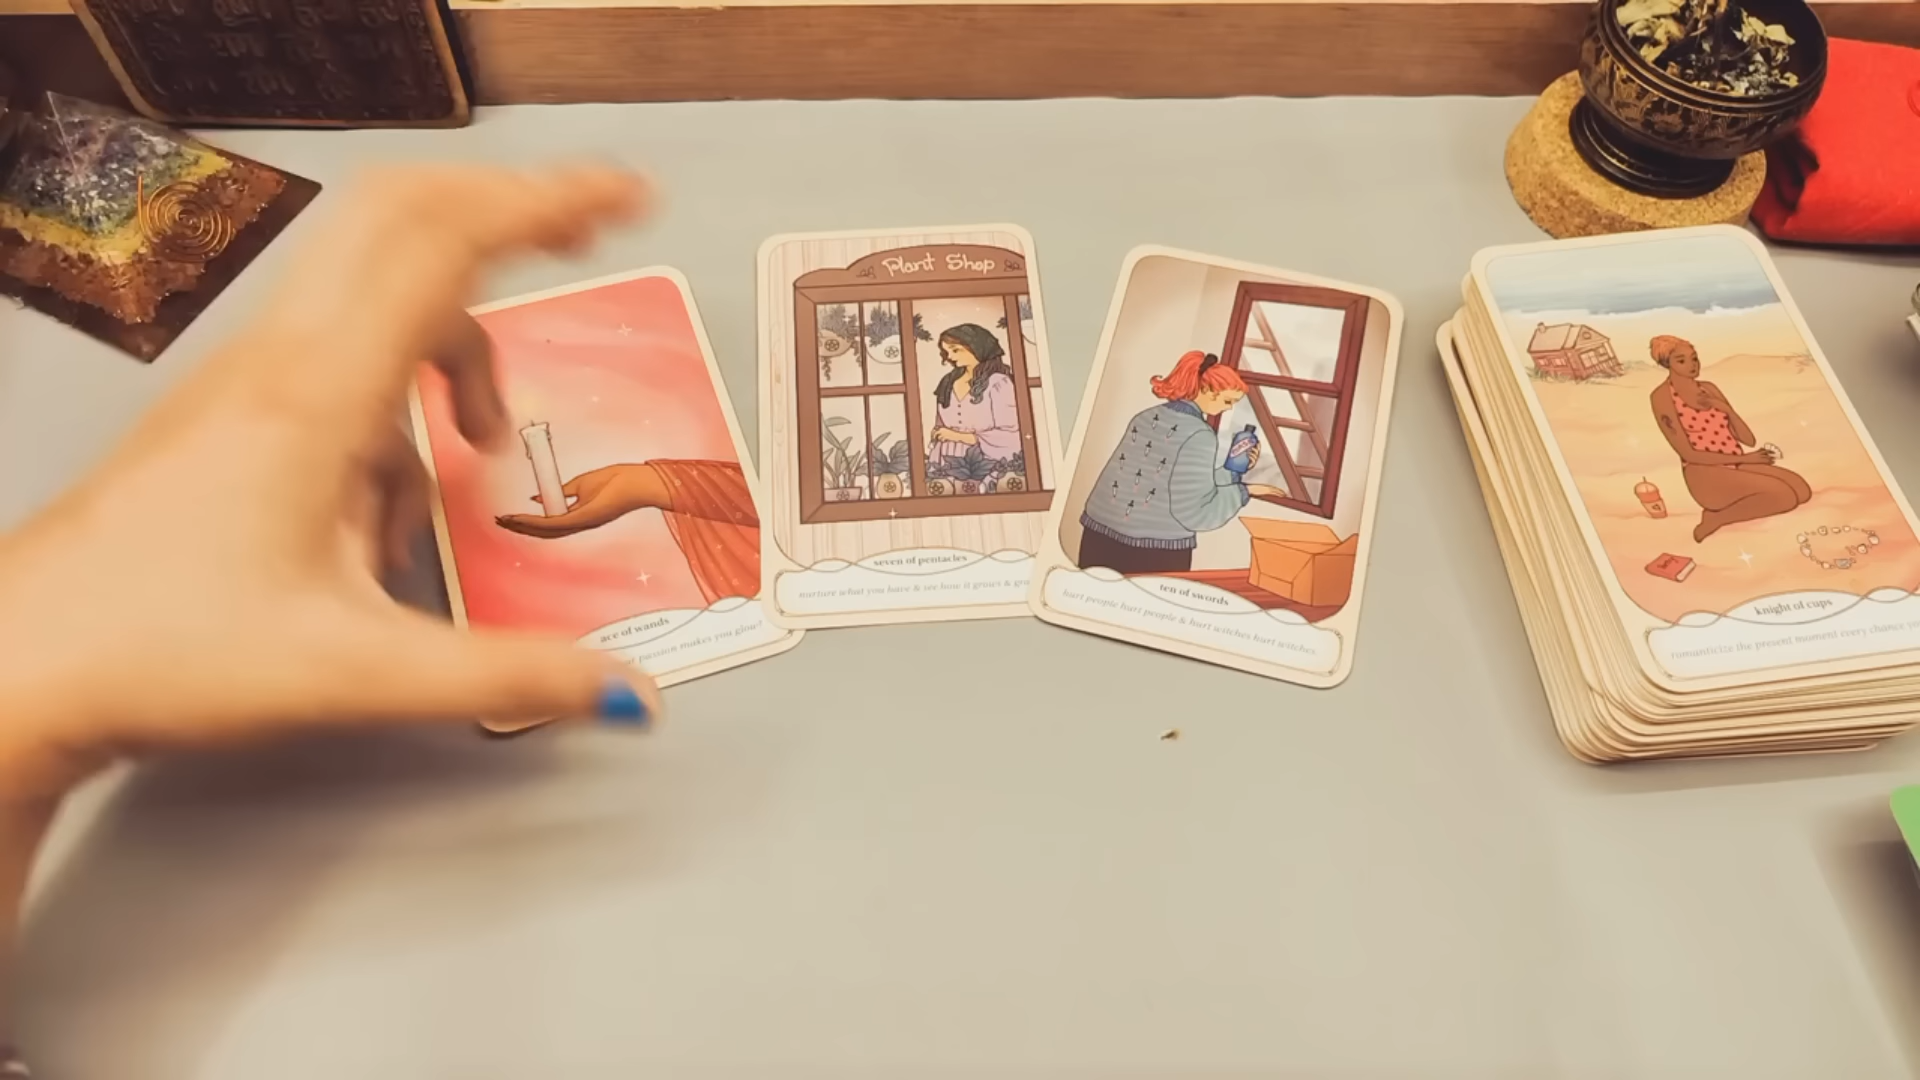 Plant Shop
ace of wands
passion makes you glow?
seven of pentacles
nurture what you have & see how it grows &
ten of swords
hurt people hurt people & hurt witches hurt witches.
knight of cups
romanticize the present moment every chance